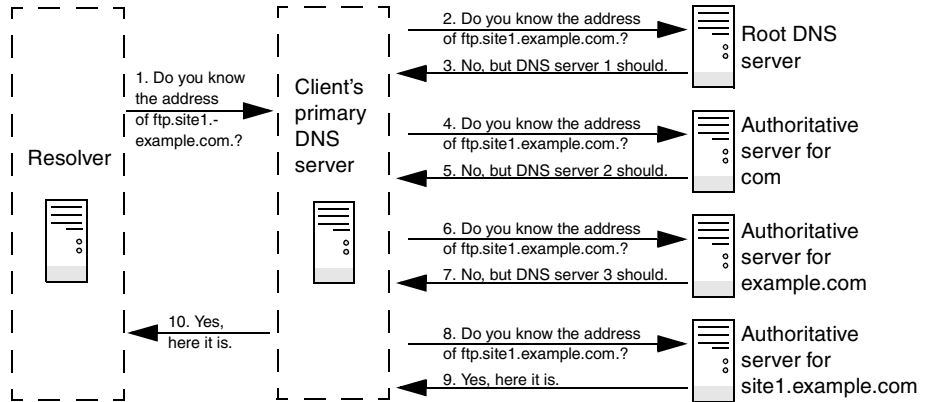 Resolver
1. Do you know
the address
of ftp.site1.-
example.com.?
10. Yes,
here it is.
Client's
primary
DNS
server
2. Do you know the address
of ftp.site1.example.com.?
3. No, but DNS server 1 should.
Root DNS
server
4. Do you know the address
of ftp.site1.example.com.?
5. No, but DNS server 2 should.
Authoritative
server for
com
6. Do you know the address
of ftp.site1.example.com.?
7. No, but DNS server 3 should.
Authoritative
server for
example.com
8. Do you know the address
of ftp.site1.example.com.?
9. Yes, here it is.
Authoritative
server for
site1.example.com